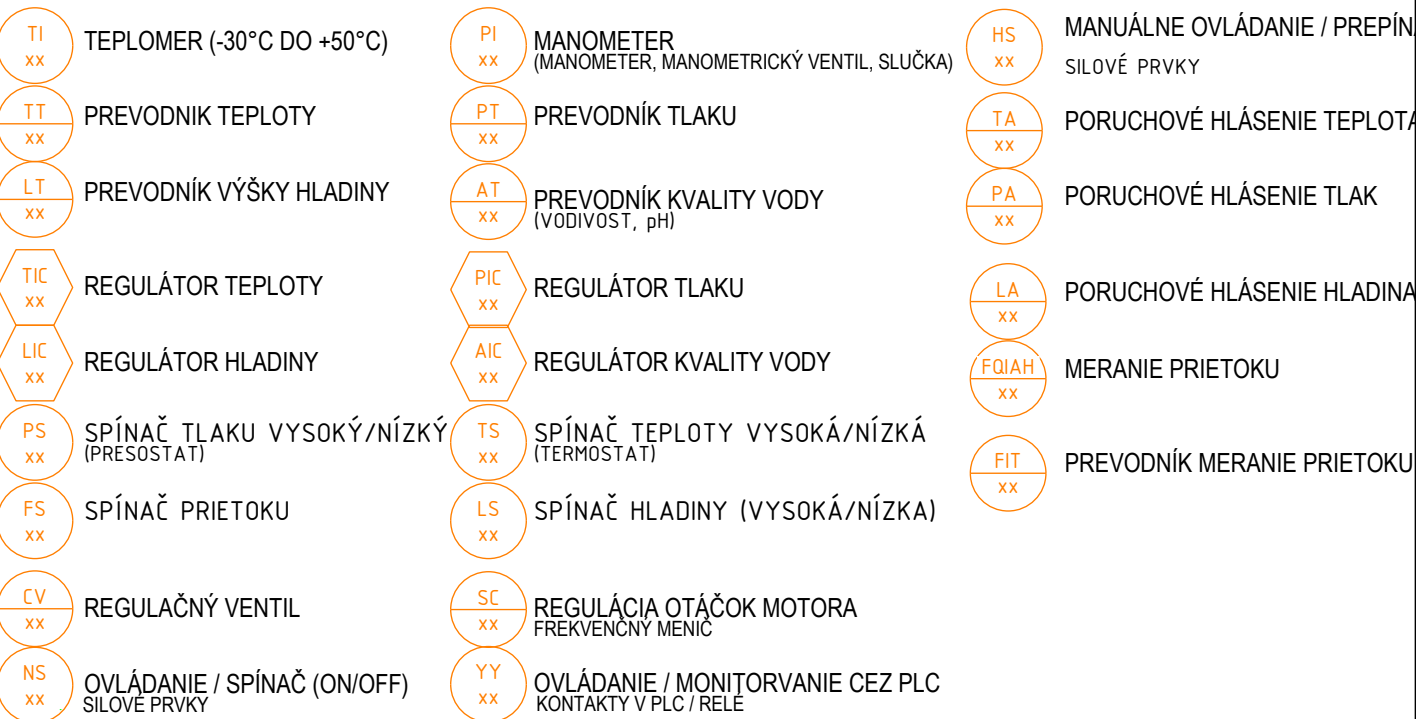 TI
xx
TEPLOMER (-30°C DO +50°C)
TT
xx
PREVODNIK TEPLOTY
LT
xx
PREVODNÍK VÝŠKY HLADINY
TIC
xx
REGULÁTOR TEPLOTY
LIC
xx
REGULÁTOR HLADINY
PS
xx
SPÍNAČ TLAKU VYSOKÝ/NÍZKÝ
(PRESOSTAT)
FS
xx
SPÍNAČ PRIETOKU
CV
xx
REGULAČNÝ VENTIL
NS
xx
OVLÁDANIE / SPÍNAČ (ON/OFF)
SILOVÉ PRVKY
PI
xx
MANOMETER
(MANOMETER, MANOMETRICKÝ VENTIL, SLUČKA)
PT
xx
PREVODNÍK TLAKU
AT
xx
PREVODNÍK KVALITY VODY
(VODIVOST, pH)
PIC
xx
REGULÁTOR TLAKU
AIC
xx
REGULÁTOR KVALITY VODY
TS
xx
SPÍNAČ TEPLOTY VYSOKÁ/NÍZKÁ
(TERMOSTAT)
LS
xx
SPÍNAČ HLADINY (VYSOKÁ/NÍZKA)
SC
xx
REGULÁCIA OTÁČOK MOTORA
FREKVENČNÝ MENIČ
YY
xx
OVLÁDANIE / MONITORVANIE CEZ PLC
KONTAKTY V PLC / RELÉ
HS
xx
MANUÁLNE OVLÁDANIE /
SILOVÉ PRVKY
TA
xx
PORUCHOVÉ HLÁSENIE TEPLOTA
PA
xx
PORUCHOVÉ HLÁSENIE TLAK
LA
xx
PORUCHOVÉ HLÁSENIE HLADINA
FQIAH
xx
MERANIE PRIETOKU
FIT
xx
PREVODNÍK MERANIE PRIETOKU